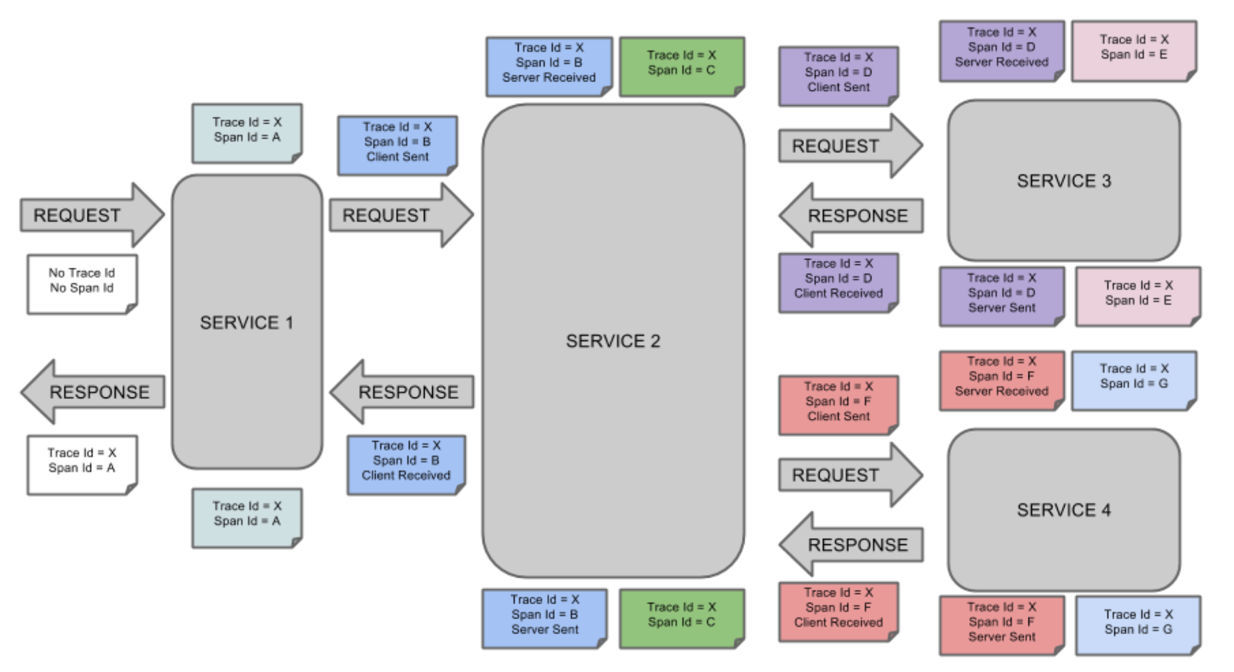 REQUEST
No Trace Id
No Span Id
RESPONSE
Trace Id = X
Span Id = A
Trace Id = X
Span Id = A
SERVICE 1
Trace Id = X
Span Id = A
Trace Id = X
Span Id = B
Client Sent
REQUEST
RESPONSE
Trace Id = X
Span Id = B
Client Received
Trace Id = X
Span Id = B
Server Received
Trace Id = X
Span Id = C
SERVICE 2
Trace Id = X
Span Id = B
Server Sent
Trace Id = X
Span Id = C
Trace Id = X
Span Id = D
Client Sent
REQUEST
RESPONSE
Trace Id = X
Span Id = D
Client Received
Trace Id = X
Span Id = D
Server Received
Trace Id = X
Span Id = E
SERVICE 3
Trace Id = X
Span Id = D
Server Sent
Trace Id = X
Span Id = E
Trace Id = X
Span Id = F
Client Sent
REQUEST
RESPONSE
Trace Id = X
Span Id = F
Client Received
Trace Id = X
Span Id = F
Server Received
Trace Id = X
Span Id = G
SERVICE 4
Trace Id = X
Span Id = F
Server Sent
Trace Id = X
Span Id = G